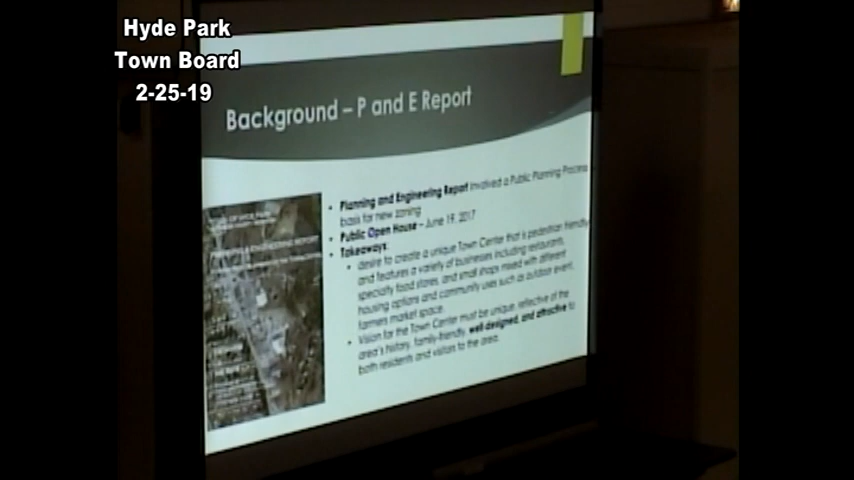 Hyde Park
Town Board
2-25-19
Background – P and E Report
• Planning and Engineering Report involved a Public Planning Process
basis for new zoning
• Public Open House – June 19, 2017
• Takeaways:
• desire to create a unique Town Center that is pedestrian friendly
and features a variety of businesses including restaurants,
specialty food stores, and small shops mixed with different
housing options and community uses such as outdoor event,
farmers market space.
• Vision for the Town Center must be unique, reflective of the
area's history, family-friendly, well designed, and attractive to
both residents and visitors to the area.
HYDE PARK
ENGINEERING REPORT